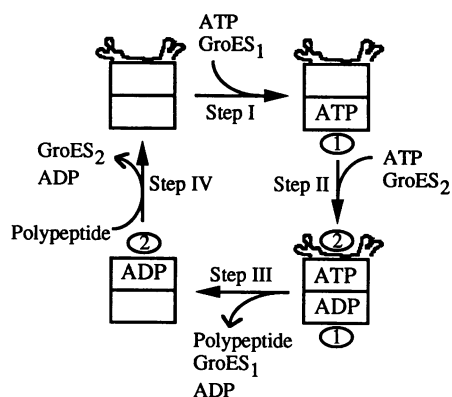 ATP
GroES1
Step I
ATP
1
Step II
ATP
GroES2
2
ATP
ADP
1
Step III
Polypeptide
GroES1
ADP
2
ADP
Polypeptide
Step IV
GroES2
ADP